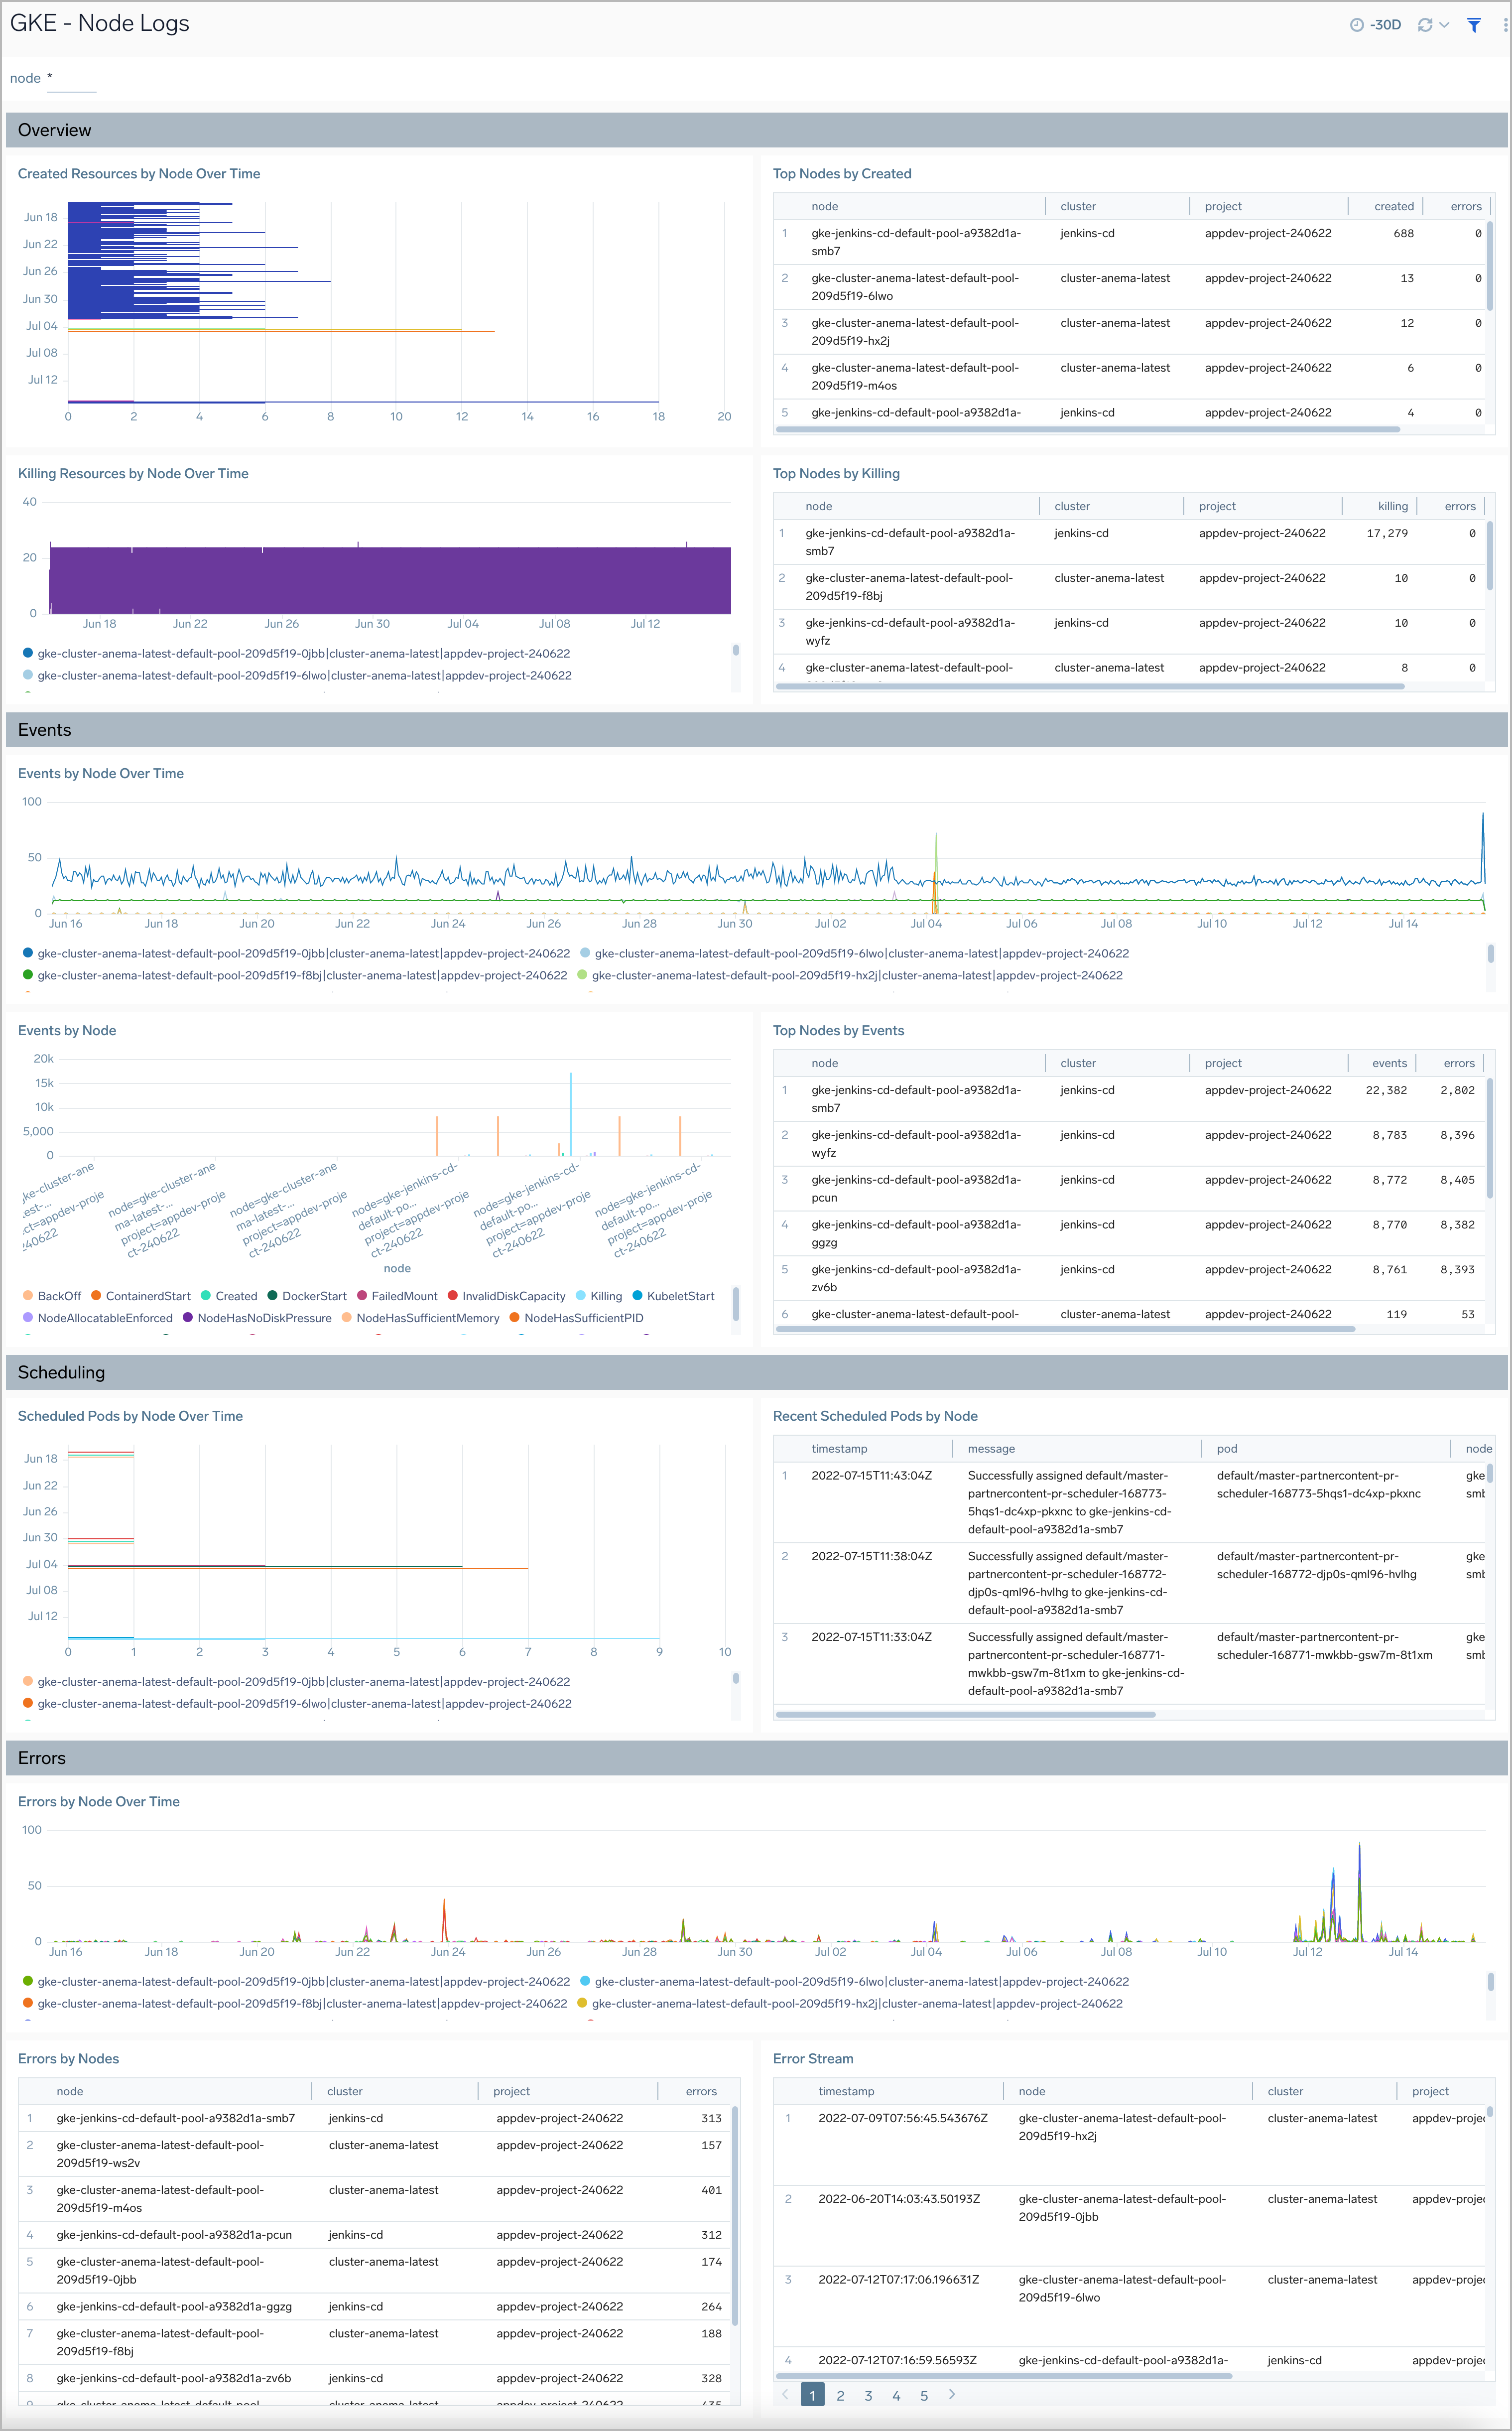 GKE - Node Logs
-30D
node *
Overview
Created Resources by Node Over Time
Jun 18
Jun 22
Jun 26
Jun 30
Jul 04
Jul 08
Jul 12
0 2 4 6 8 10 12 14 16 18 20
Top Nodes by Created
node cluster project created errors
1 gke-jenkins-cd-default-pool-a9382d1a- jenkins-cd appdev-project-240622 688 0
smb7
2 gke-cluster-anema-latest-default-pool- cluster-anema-latest appdev-project-240622 13 0
209d5f19-6lwo
3 gke-cluster-anema-latest-default-pool- cluster-anema-latest appdev-project-240622 12 0
209d5f19-hx2j
4 gke-cluster-anema-latest-default-pool- cluster-anema-latest appdev-project-240622 6 0
209d5f19-m4os
5 gke-jenkins-cd-default-pool-a9382d1a- jenkins-cd appdev-project-240622 4 0
Killing Resources by Node Over Time
40
20
0
Jun 18 Jun 22 Jun 26 Jun 30 Jul 04 Jul 08 Jul 12
gke-cluster-anema-latest-default-pool-209d5f19-0jbb|cluster-anema-latest|appdev-project-240622
gke-cluster-anema-latest-default-pool-209d5f19-6lwo|cluster-anema-latest|appdev-project-240622
Top Nodes by Killing
node cluster project killing errors
1 gke-jenkins-cd-default-pool-a9382d1a- jenkins-cd appdev-project-240622 17,279 0
smb7
2 gke-cluster-anema-latest-default-pool- cluster-anema-latest appdev-project-240622 10 0
209d5f19-f8bj
3 gke-jenkins-cd-default-pool-a9382d1a- jenkins-cd appdev-project-240622 10 0
wyfz
4 gke-cluster-anema-latest-default-pool- cluster-anema-latest appdev-project-240622 8 0
Events
Events by Node Over Time
100
50
0
Jun 16 Jun 18 Jun 20 Jun 22 Jun 24 Jun 26 Jun 28 Jun 30 Jul 02 Jul 04 Jul 06 Jul 08 Jul 10 Jul 12 Jul 14
gke-cluster-anema-latest-default-pool-209d5f19-0jbb|cluster-anema-latest|appdev-project-240622 gke-cluster-anema-latest-default-pool-209d5f19-6lwo|cluster-anema-latest|appdev-project-240622
gke-cluster-anema-latest-default-pool-209d5f19-f8bj|cluster-anema-latest|appdev-project-240622 gke-cluster-anema-latest-default-pool-209d5f19-hx2j|cluster-anema-latest|appdev-project-240622
Events by Node
20k
15k
10k
5,000
0
ke-cluster-ane node=gke-cluster-ane node=gke-cluster-ane node=gke-jenkins-cd- node=gke-jenkins-cd- node=gke-jenkins-cd-
est-... ma-latest-... ma-latest-... default-po... default-po... default-po...
ct=appdev-proje project=appdev-proje project=appdev-proje project=appdev-proje project=appdev-proje project=appdev-proje
240622 ct-240622 ct-240622 ct-240622 ct-240622 ct-240622
node
BackOff ContainerdStart Created DockerStart FailedMount InvalidDiskCapacity Killing KubeletStart
NodeAllocatableEnforced NodeHasNoDiskPressure NodeHasSufficientMemory NodeHasSufficientPID
Top Nodes by Events
node cluster project events errors
1 gke-jenkins-cd-default-pool-a9382d1a- jenkins-cd appdev-project-240622 22,382 2,802
smb7
2 gke-jenkins-cd-default-pool-a9382d1a- jenkins-cd appdev-project-240622 8,783 8,396
wyfz
3 gke-jenkins-cd-default-pool-a9382d1a- jenkins-cd appdev-project-240622 8,772 8,405
pcun
4 gke-jenkins-cd-default-pool-a9382d1a- jenkins-cd appdev-project-240622 8,770 8,382
ggzg
5 gke-jenkins-cd-default-pool-a9382d1a- jenkins-cd appdev-project-240622 8,761 8,393
zv6b
6 gke-cluster-anema-latest-default-pool- cluster-anema-latest appdev-project-240622 119 53
Scheduling
Scheduled Pods by Node Over Time
Jun 18
Jun 22
Jun 26
Jun 30
Jul 04
Jul 08
Jul 12
0 1 2 3 4 5 6 7 8 9 10
gke-cluster-anema-latest-default-pool-209d5f19-0jbb|cluster-anema-latest|appdev-project-240622
gke-cluster-anema-latest-default-pool-209d5f19-6lwo|cluster-anema-latest|appdev-project-240622
Recent Scheduled Pods by Node
timestamp message pod node
1 2022-07-15T11:43:04Z Successfully assigned default/master- default/master-partnercontent-pr- gke
partnercontent-pr-scheduler-168773- scheduler-168773-5hqs1-dc4xp-pkxnc smb
5hqs1-dc4xp-pkxnc to gke-jenkins-cd-
default-pool-a9382d1a-smb7
2 2022-07-15T11:38:04Z Successfully assigned default/master- default/master-partnercontent-pr- gke
partnercontent-pr-scheduler-168772- scheduler-168772-djp0s-qml96-hvlhg smb
djp0s-qml96-hvlhg to gke-jenkins-cd-
default-pool-a9382d1a-smb7
3 2022-07-15T11:33:04Z Successfully assigned default/master- default/master-partnercontent-pr- gke
partnercontent-pr-scheduler-168771- scheduler-168771-mwkbb-gsw7m-8t1xm smb
mwkbb-gsw7m-8t1xm to gke-jenkins-cd-
default-pool-a9382d1a-smb7
Errors
Errors by Node Over Time
100
50
0
Jun 16 Jun 18 Jun 20 Jun 22 Jun 24 Jun 26 Jun 28 Jun 30 Jul 02 Jul 04 Jul 06 Jul 08 Jul 10 Jul 12 Jul 14
gke-cluster-anema-latest-default-pool-209d5f19-0jbb|cluster-anema-latest|appdev-project-240622 gke-cluster-anema-latest-default-pool-209d5f19-6lwo|cluster-anema-latest|appdev-project-240622
gke-cluster-anema-latest-default-pool-209d5f19-f8bj|cluster-anema-latest|appdev-project-240622 gke-cluster-anema-latest-default-pool-209d5f19-hx2j|cluster-anema-latest|appdev-project-240622
Errors by Nodes
node cluster project errors
1 gke-jenkins-cd-default-pool-a9382d1a-smb7 jenkins-cd appdev-project-240622 313
2 gke-cluster-anema-latest-default-pool- cluster-anema-latest appdev-project-240622 157
209d5f19-ws2v
3 gke-cluster-anema-latest-default-pool- cluster-anema-latest appdev-project-240622 401
209d5f19-m4os
4 gke-jenkins-cd-default-pool-a9382d1a-pcun jenkins-cd appdev-project-240622 312
5 gke-cluster-anema-latest-default-pool- cluster-anema-latest appdev-project-240622 174
209d5f19-0jbb
6 gke-jenkins-cd-default-pool-a9382d1a-ggzg jenkins-cd appdev-project-240622 264
7 gke-cluster-anema-latest-default-pool- cluster-anema-latest appdev-project-240622 188
209d5f19-f8bj
8 gke-jenkins-cd-default-pool-a9382d1a-zv6b jenkins-cd appdev-project-240622 328
Error Stream
timestamp node cluster project
1 2022-07-09T07:56:45.543676Z gke-cluster-anema-latest-default-pool- cluster-anema-latest appdev-projec
209d5f19-hx2j
2 2022-06-20T14:03:43.50193Z gke-cluster-anema-latest-default-pool- cluster-anema-latest appdev-projec
209d5f19-0jbb
3 2022-07-12T07:17:06.196631Z gke-cluster-anema-latest-default-pool- cluster-anema-latest appdev-projec
209d5f19-6lwo
4 2022-07-12T07:16:59.56593Z gke-jenkins-cd-default-pool-a9382d1a- jenkins-cd appdev-projec
1 2 3 4 5